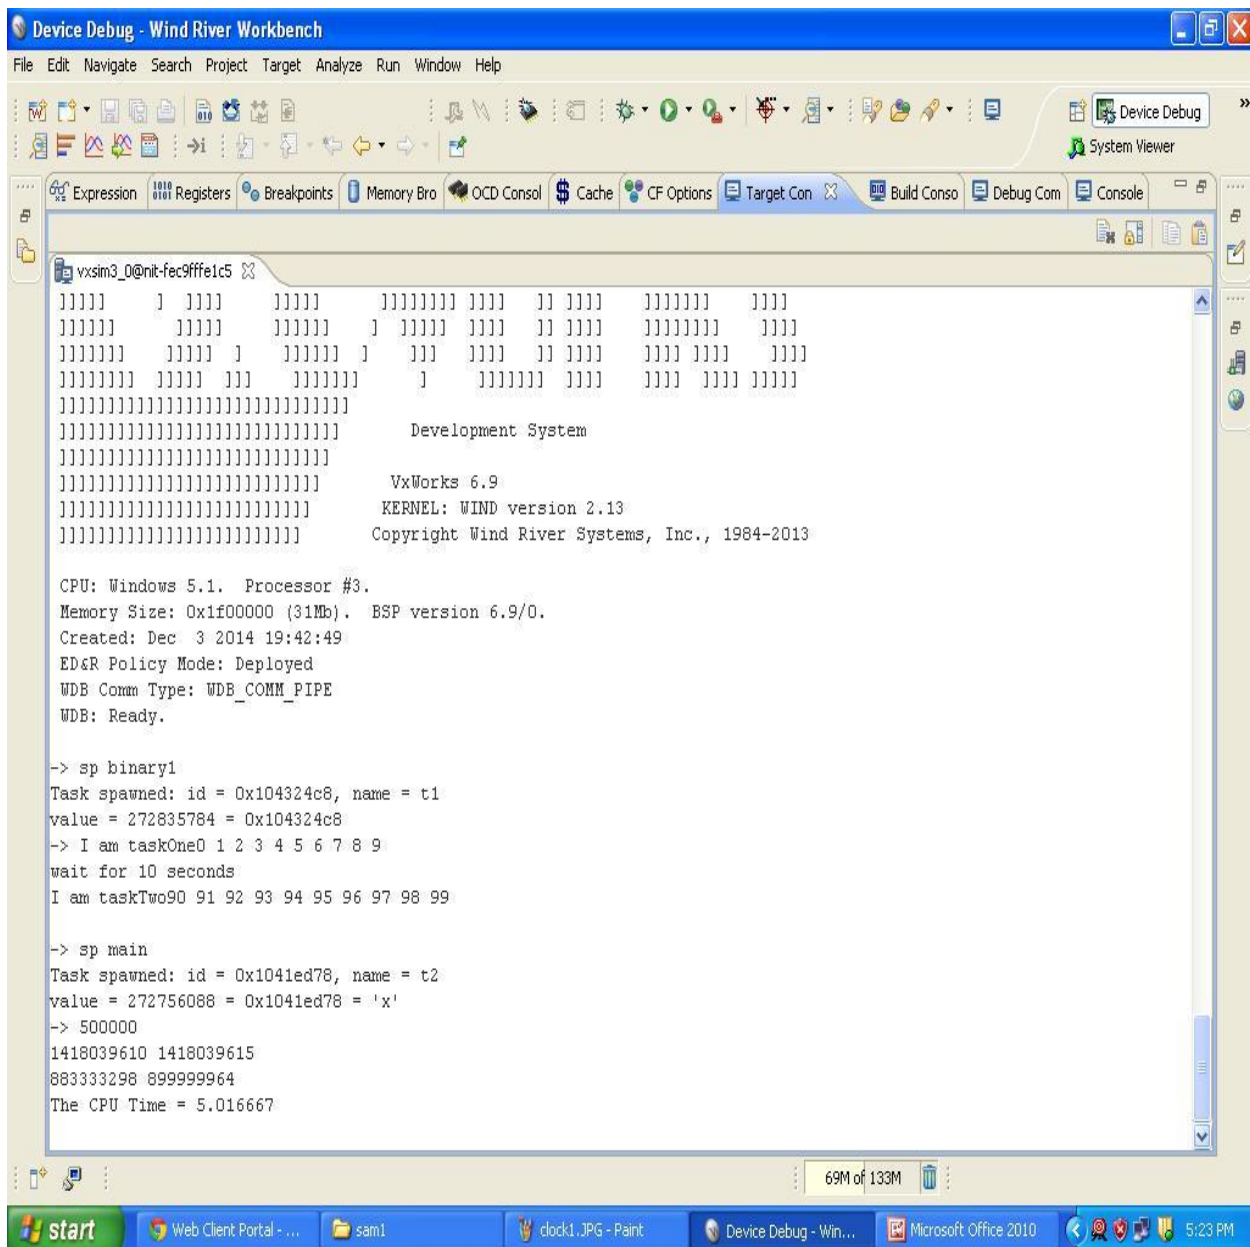 Device Debug - Wind River Workbench
File Edit Navigate Search Project Target Analyze Run Window Help
Device Debug
System Viewer
Expression Registers Breakpoints Memory Bro OCD Consol Cache CF Options Target Con Build Conso Debug Com Console
vxsim3_0@nit-fec9fffe1c5
]]]]]      ]  ]]]]      ]]]]]       ]]]]]]]] ]]]]   ]] ]]]]    ]]]]]]]    ]]]]
]]]]]]      ]]]]]      ]]]]]]    ]  ]]]]]  ]]]]   ]] ]]]]    ]]]]]]]]    ]]]]
]]]]]]]    ]]]]]  ]    ]]]]]]  ]    ]]]   ]]]]   ]] ]]]]    ]]]] ]]]]     ]]]]
]]]]]]]]  ]]]]]  ]]]    ]]]]]]]      ]     ]]]]]]] ]]]]    ]]]]  ]]]] ]]]]]
]]]]]]]]]]]]]]]]]]]]]]]]]]]]]]
]]]]]]]]]]]]]]]]]]]]]]]]]]]]]       Development System
]]]]]]]]]]]]]]]]]]]]]]]]]]]]
]]]]]]]]]]]]]]]]]]]]]]]]]]]       VxWorks 6.9
]]]]]]]]]]]]]]]]]]]]]]]]]]       KERNEL: WIND version 2.13
]]]]]]]]]]]]]]]]]]]]]]]]]       Copyright Wind River Systems, Inc., 1984-2013
CPU: Windows 5.1.  Processor #3.
Memory Size: 0x1f00000 (31Mb).  BSP version 6.9/0.
Created: Dec  3 2014 19:42:49
ED&R Policy Mode: Deployed
WDB Comm Type: WDB_COMM_PIPE
WDB: Ready.
-> sp binary1
Task spawned: id = 0x104324c8, name = t1
value = 272835784 = 0x104324c8
-> I am taskOne0 1 2 3 4 5 6 7 8 9
wait for 10 seconds
I am taskTwo90 91 92 93 94 95 96 97 98 99
-> sp main
Task spawned: id = 0x1041ed78, name = t2
value = 272756088 = 0x1041ed78 = 'x'
-> 500000
1418039610 1418039615
883333298 899999964
The CPU Time = 5.016667
69M of 133M
start Web Client Portal - ... sam1 clock1.JPG - Paint Device Debug - Win... Microsoft Office 2010 5:23 PM